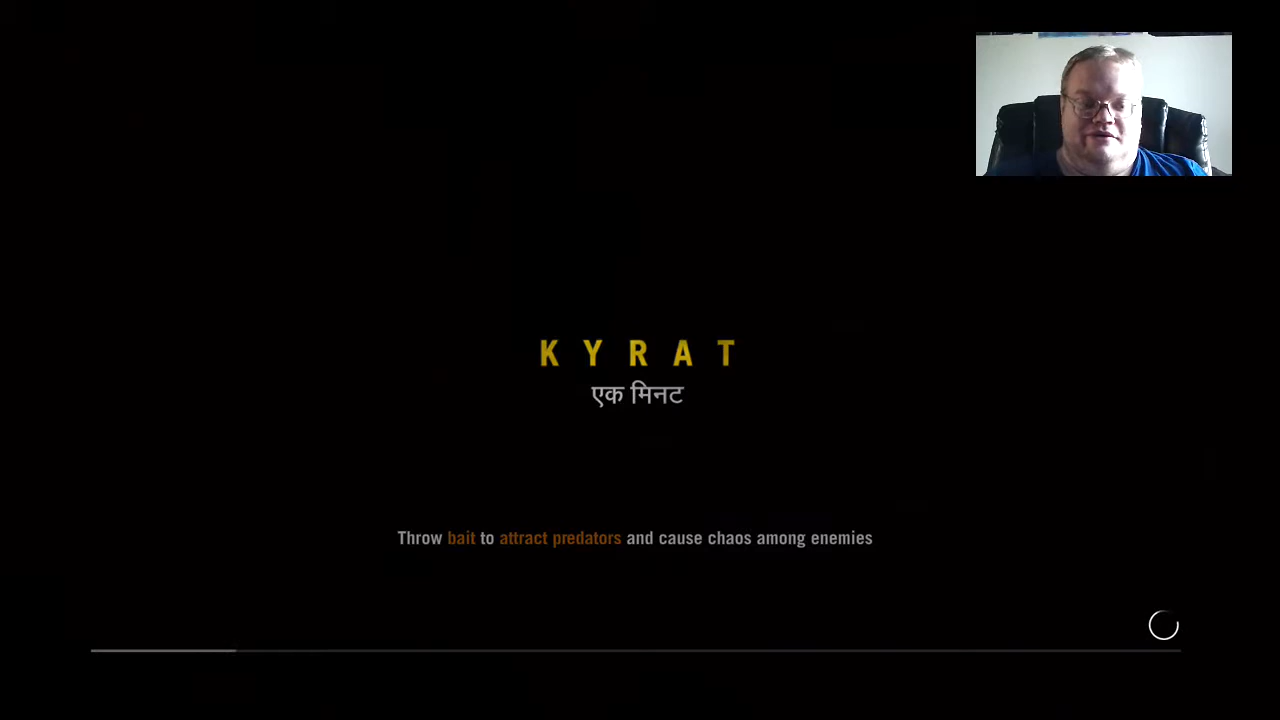 KYRAT
एक मिनट
Throw bait to attract predators and cause chaos among enemies